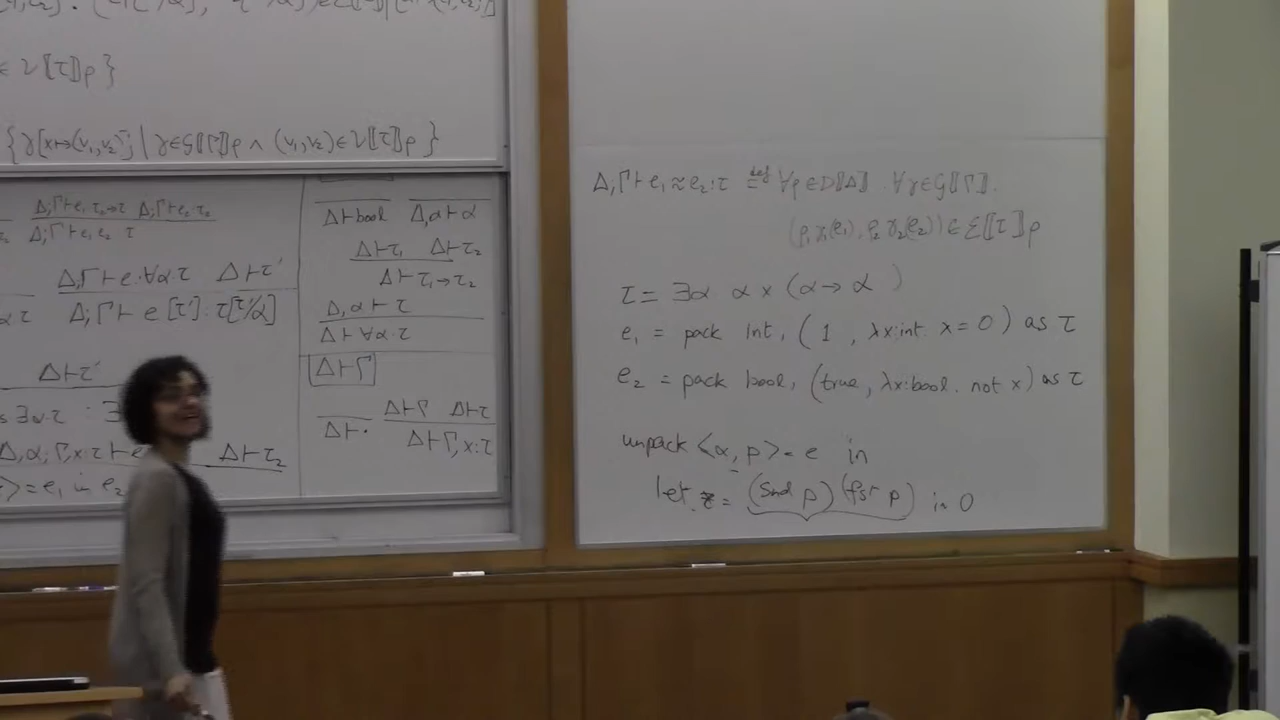 ∈ 𝒱⟦τ⟧ρ }
{γ[x↦(v₁,v₂)] | γ∈𝒢⟦Γ⟧ρ ∧ (v₁,v₂)∈𝒱⟦τ⟧ρ }
Δ;Γ⊢e₁ e₂ τ
Δ;Γ⊢e:∀α τ Δ⊢τ'
Δ;Γ⊢e[τ']:τ[τ'/α]
Δ⊢τ'
Δ,α;Γ,x:τ⊢e Δ⊢τ₂
⟩=e₁ in e₂
Δ⊢bool Δ,α⊢α
Δ⊢τ₁ Δ⊢τ₂
Δ⊢τ₁→τ₂
Δ,α⊢τ
Δ⊢∀α.τ
Δ⊢Γ
Δ⊢· Δ⊢Γ Δ⊢τ
Δ⊢Γ,x:τ
Δ;Γ⊢e₁≈e₂:τ ≝ ∀ρ∈D⟦Δ⟧. ∀γ∈𝒢⟦Γ⟧.
(ρ₁γ₁(e₁), ρ₂γ₂(e₂))∈ℰ⟦τ⟧ρ
τ = ∃α α × (α→α )
e₁ = pack Int, (1 , λx:int. x=0) as τ
e₂ = pack bool, (true, λx:bool. not x) as τ
unpack <α, p> = e in
let z = (snd p)(fst p) in 0